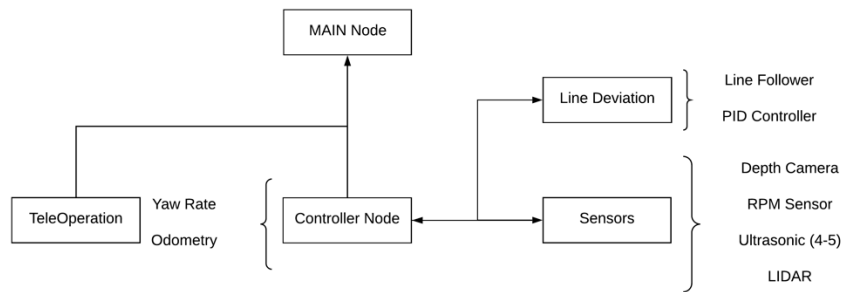 MAIN Node
Line Deviation
Line Follower
PID Controller
TeleOperation
Yaw Rate
Odometry
Controller Node
Sensors
Depth Camera
RPM Sensor
Ultrasonic (4-5)
LIDAR